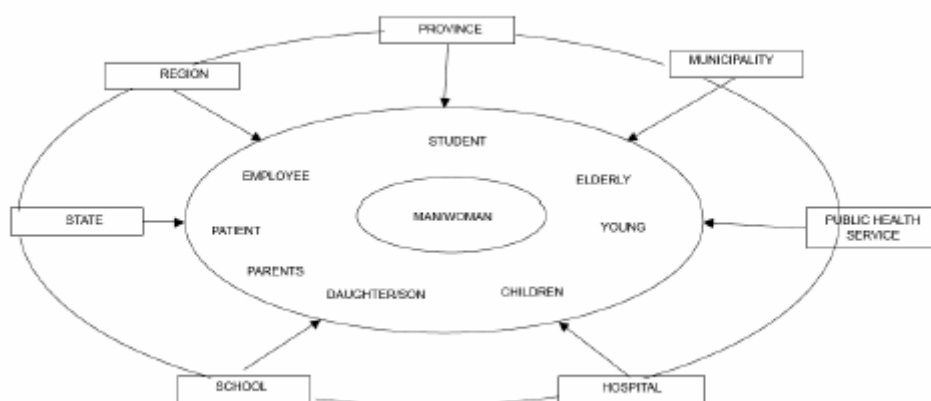 PROVINCE
MUNICIPALITY
REGION
STUDENT
EMPLOYEE
ELDERLY
MAN/WOMAN
STATE
PATIENT
YOUNG
PUBLIC HEALTH
SERVICE
PARENTS
DAUGHTER/SON
CHILDREN
SCHOOL
HOSPITAL